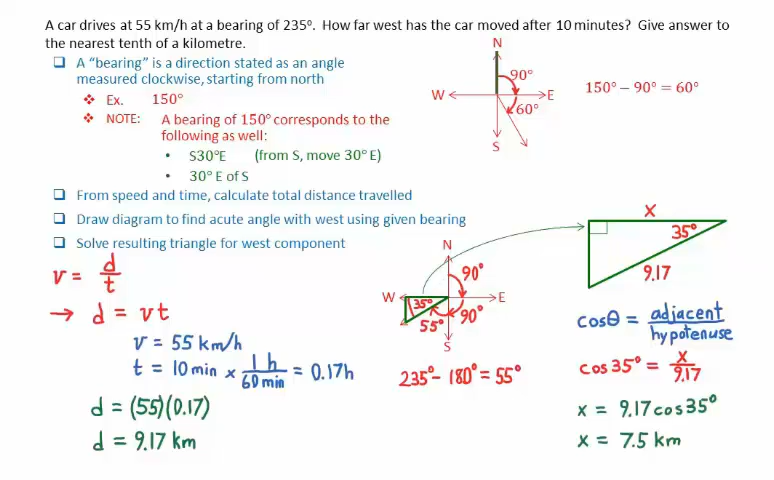 A car drives at 55 km/h at a bearing of 235°.  How far west has the car moved after 10 minutes?  Give answer to
the nearest tenth of a kilometre.
A “bearing” is a direction stated as an angle
measured clockwise, starting from north
Ex. 150°
NOTE: A bearing of 150° corresponds to the
following as well:
• S30°E (from S, move 30° E)
• 30° E of S
N
90°
W
E
60°
S
150° − 90° = 60°
From speed and time, calculate total distance travelled
Draw diagram to find acute angle with west using given bearing
Solve resulting triangle for west component
v = d/t
→ d = vt
v = 55 km/h
t = 10 min × 1 h/60 min = 0.17h
d = (55)(0.17)
d = 9.17 km
N
90°
W
35°
E
55°
90°
S
235° − 180° = 55°
x
35°
9.17
cosθ = adjacent/hypotenuse
cos 35° = x/9.17
x = 9.17 cos 35°
x = 7.5 km